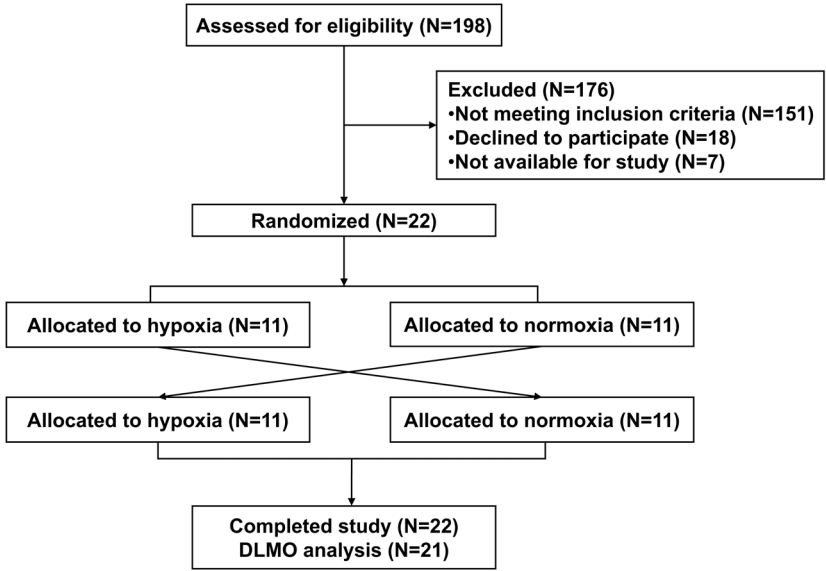 Assessed for eligibility (N=198)
Excluded (N=176)
•Not meeting inclusion criteria (N=151)
•Declined to participate (N=18)
•Not available for study (N=7)
Randomized (N=22)
Allocated to hypoxia (N=11)
Allocated to normoxia (N=11)
Allocated to hypoxia (N=11)
Allocated to normoxia (N=11)
Completed study (N=22)
DLMO analysis (N=21)